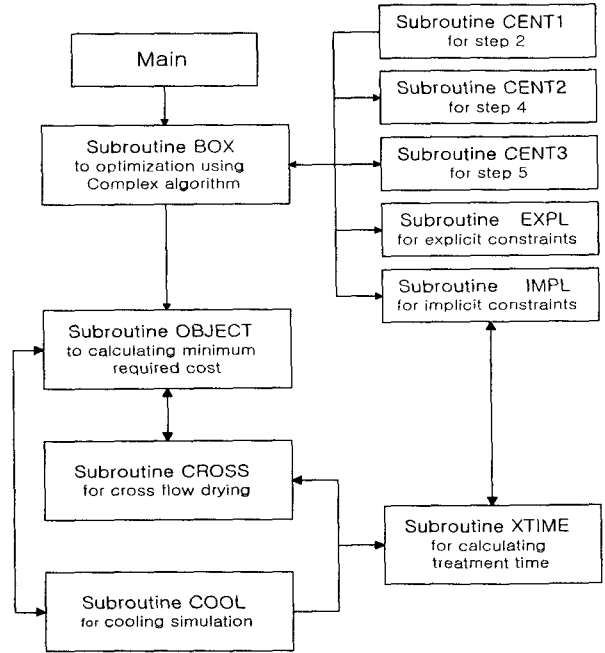 Main
Subroutine BOX
to optimization using
Complex algorithm
Subroutine OBJECT
to calculating minimum
required cost
Subroutine CROSS
for cross flow drying
Subroutine COOL
for cooling simulation
Subroutine CENT1
for step 2
Subroutine CENT2
for step 4
Subroutine CENT3
for step 5
Subroutine EXPL
for explicit constraints
Subroutine IMPL
for implicit constraints
Subroutine XTIME
for calculating
treatment time